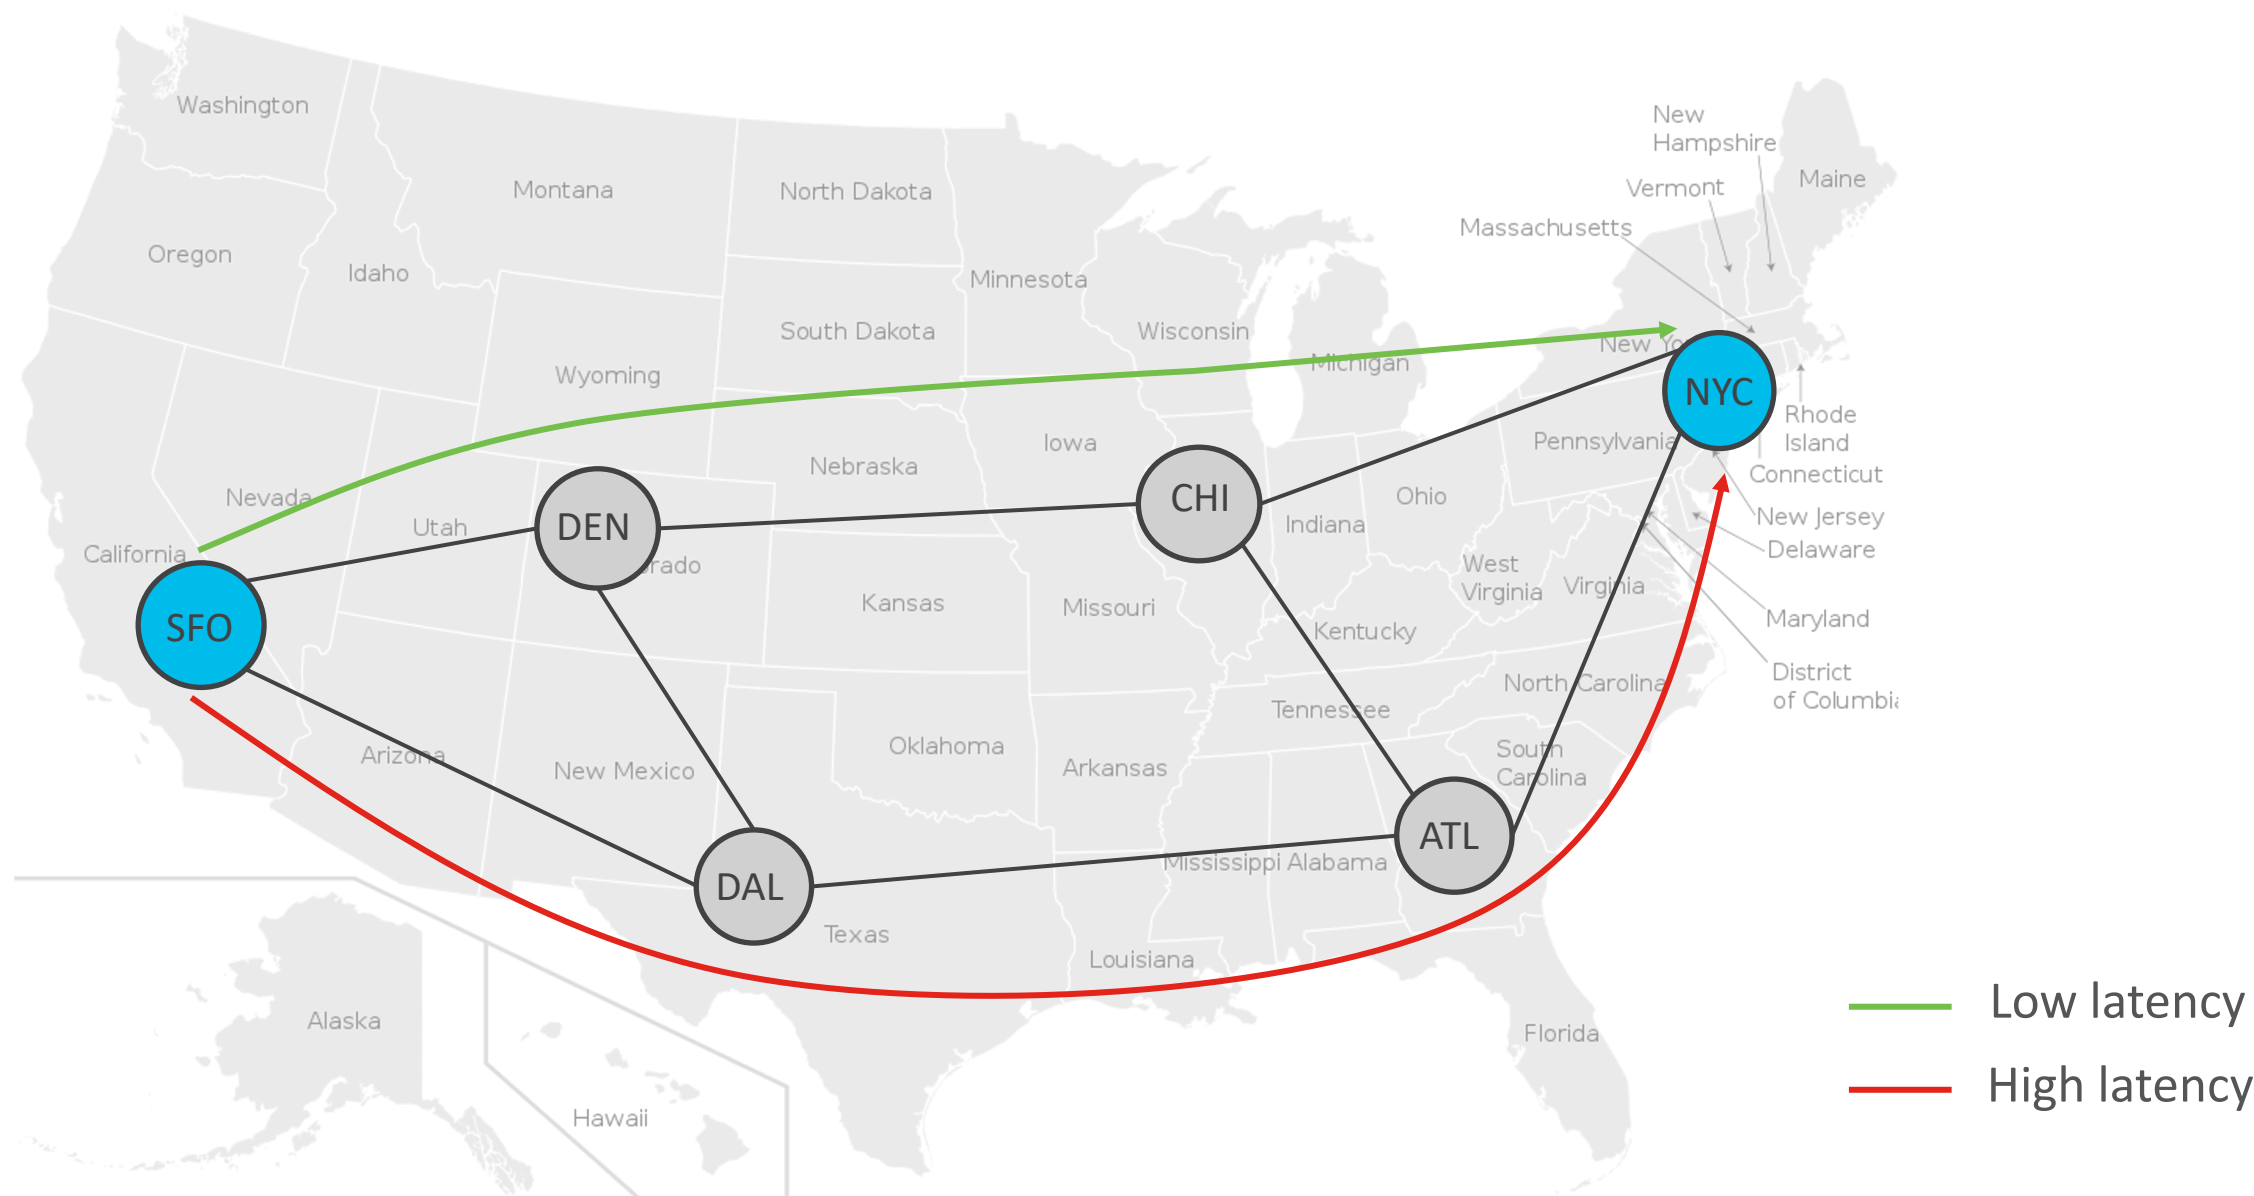 Washington
Montana
North Dakota
Oregon
Idaho
Minnesota
South Dakota
Wisconsin
Wyoming
Michigan
New
Hampshire
Vermont
Maine
Massachusetts
New Yo
NYC
Rhode
Island
Connecticut
New Jersey
Delaware
Maryland
District
of Columbia
Pennsylvania
Iowa
Nebraska
Nevada
Utah
California
DEN
CHI
Ohio
Indiana
rado
West
Virginia
Virginia
SFO
Kansas
Missouri
Kentucky
North Carolina
Tennessee
South
Carolina
Arizona
New Mexico
Oklahoma
Arkansas
DAL
ATL
Mississippi
Alabama
Texas
Louisiana
Alaska
Hawaii
Florida
Low latency
High latency